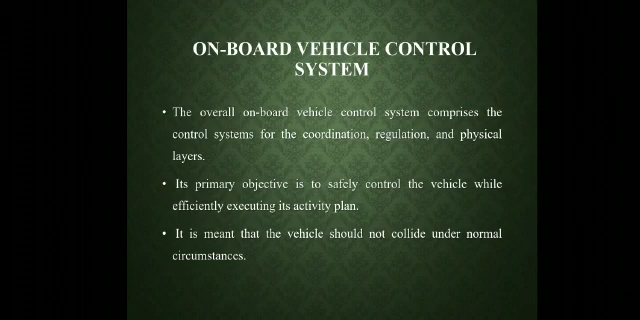 ON-BOARD VEHICLE CONTROL
SYSTEM
• The overall on-board vehicle control system comprises the
control systems for the coordination, regulation, and physical
layers.
• Its primary objective is to safely control the vehicle while
efficiently executing its activity plan.
• It is meant that the vehicle should not collide under normal
circumstances.